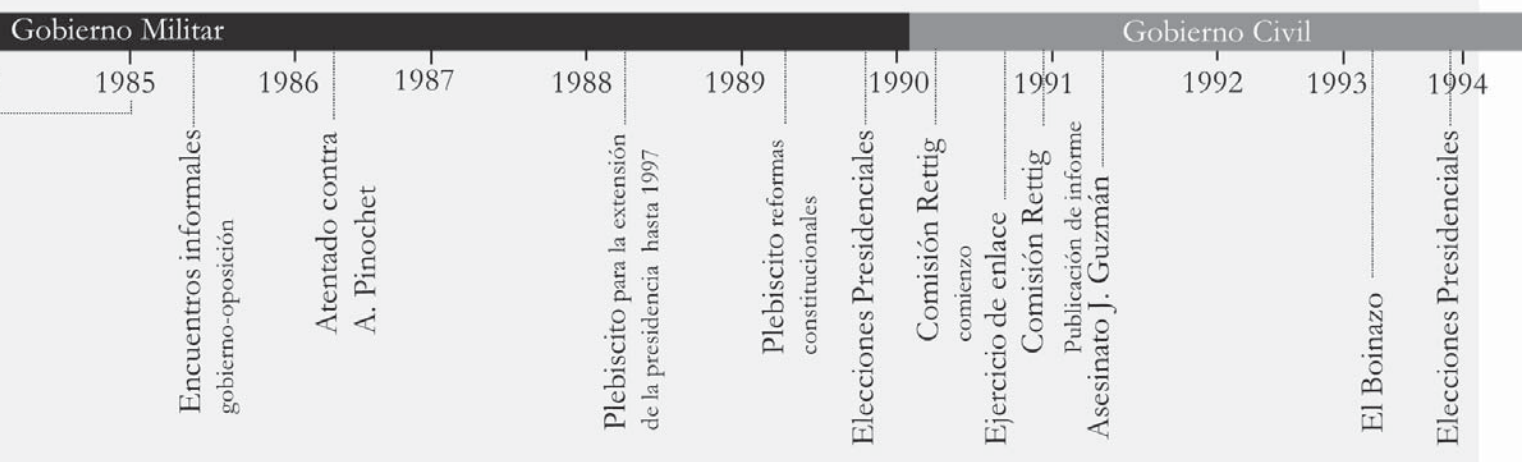 Gobierno Militar
Gobierno Civil
1985
1986
1987
1988
1989
1990
1991
1992
1993
1994
Encuentros informales
gobierno-oposición
Atentado contra
A. Pinochet
Plebiscito para la extensión
de la presidencia hasta 1997
Plebiscito reformas
constitucionales
Elecciones Presidenciales
Comisión Rettig
comienzo
Ejercicio de enlace
Comisión Rettig
Publicación de informe
Asesinato J. Guzmán
El Boinazo
Elecciones Presidenciales